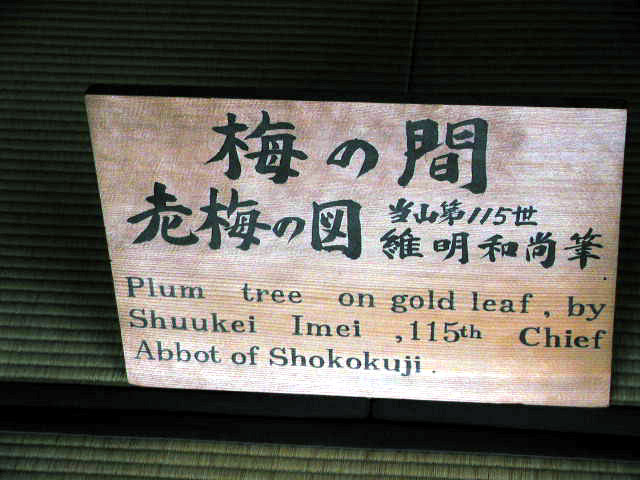 梅の間
老梅の図 当山第115世
維明和尚筆
Plum tree on gold leaf, by
Shuukei Imei ,115th Chief
Abbot of Shokokuji.